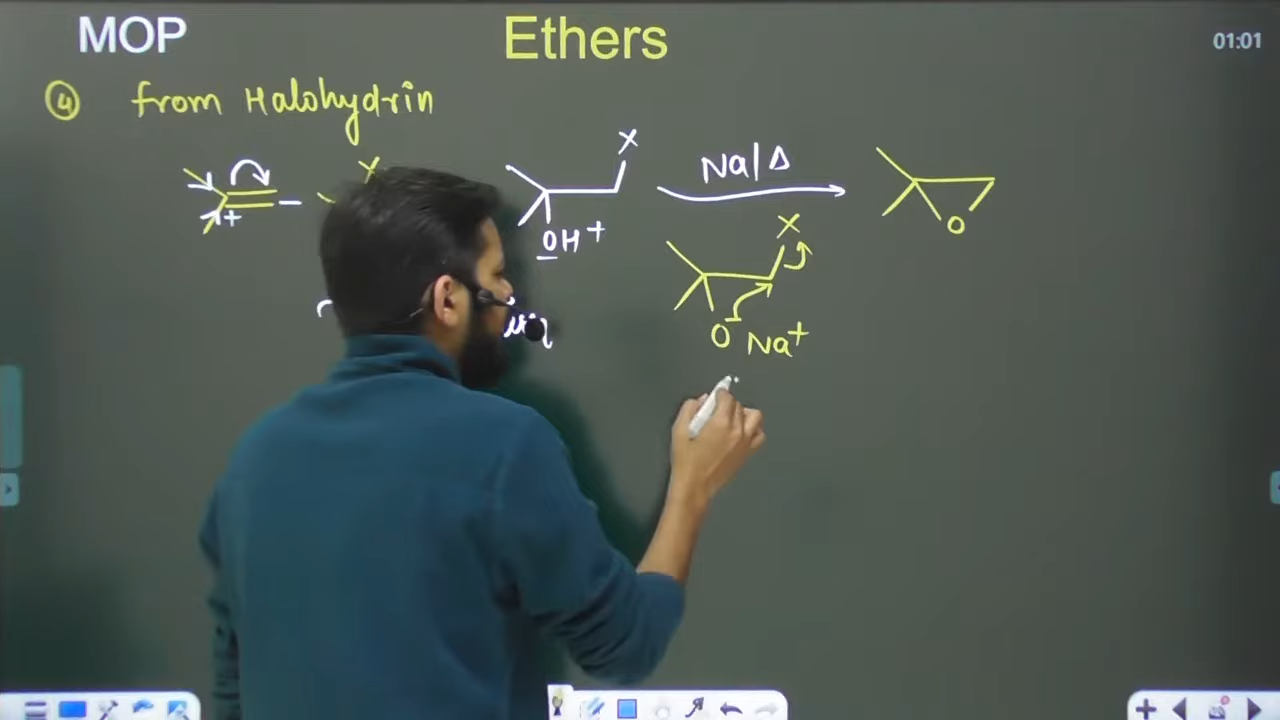 MOP
Ethers
01:01
④ from Halohydrin
X
X
+
−
OH +
Na/Δ
O
X
O Na+